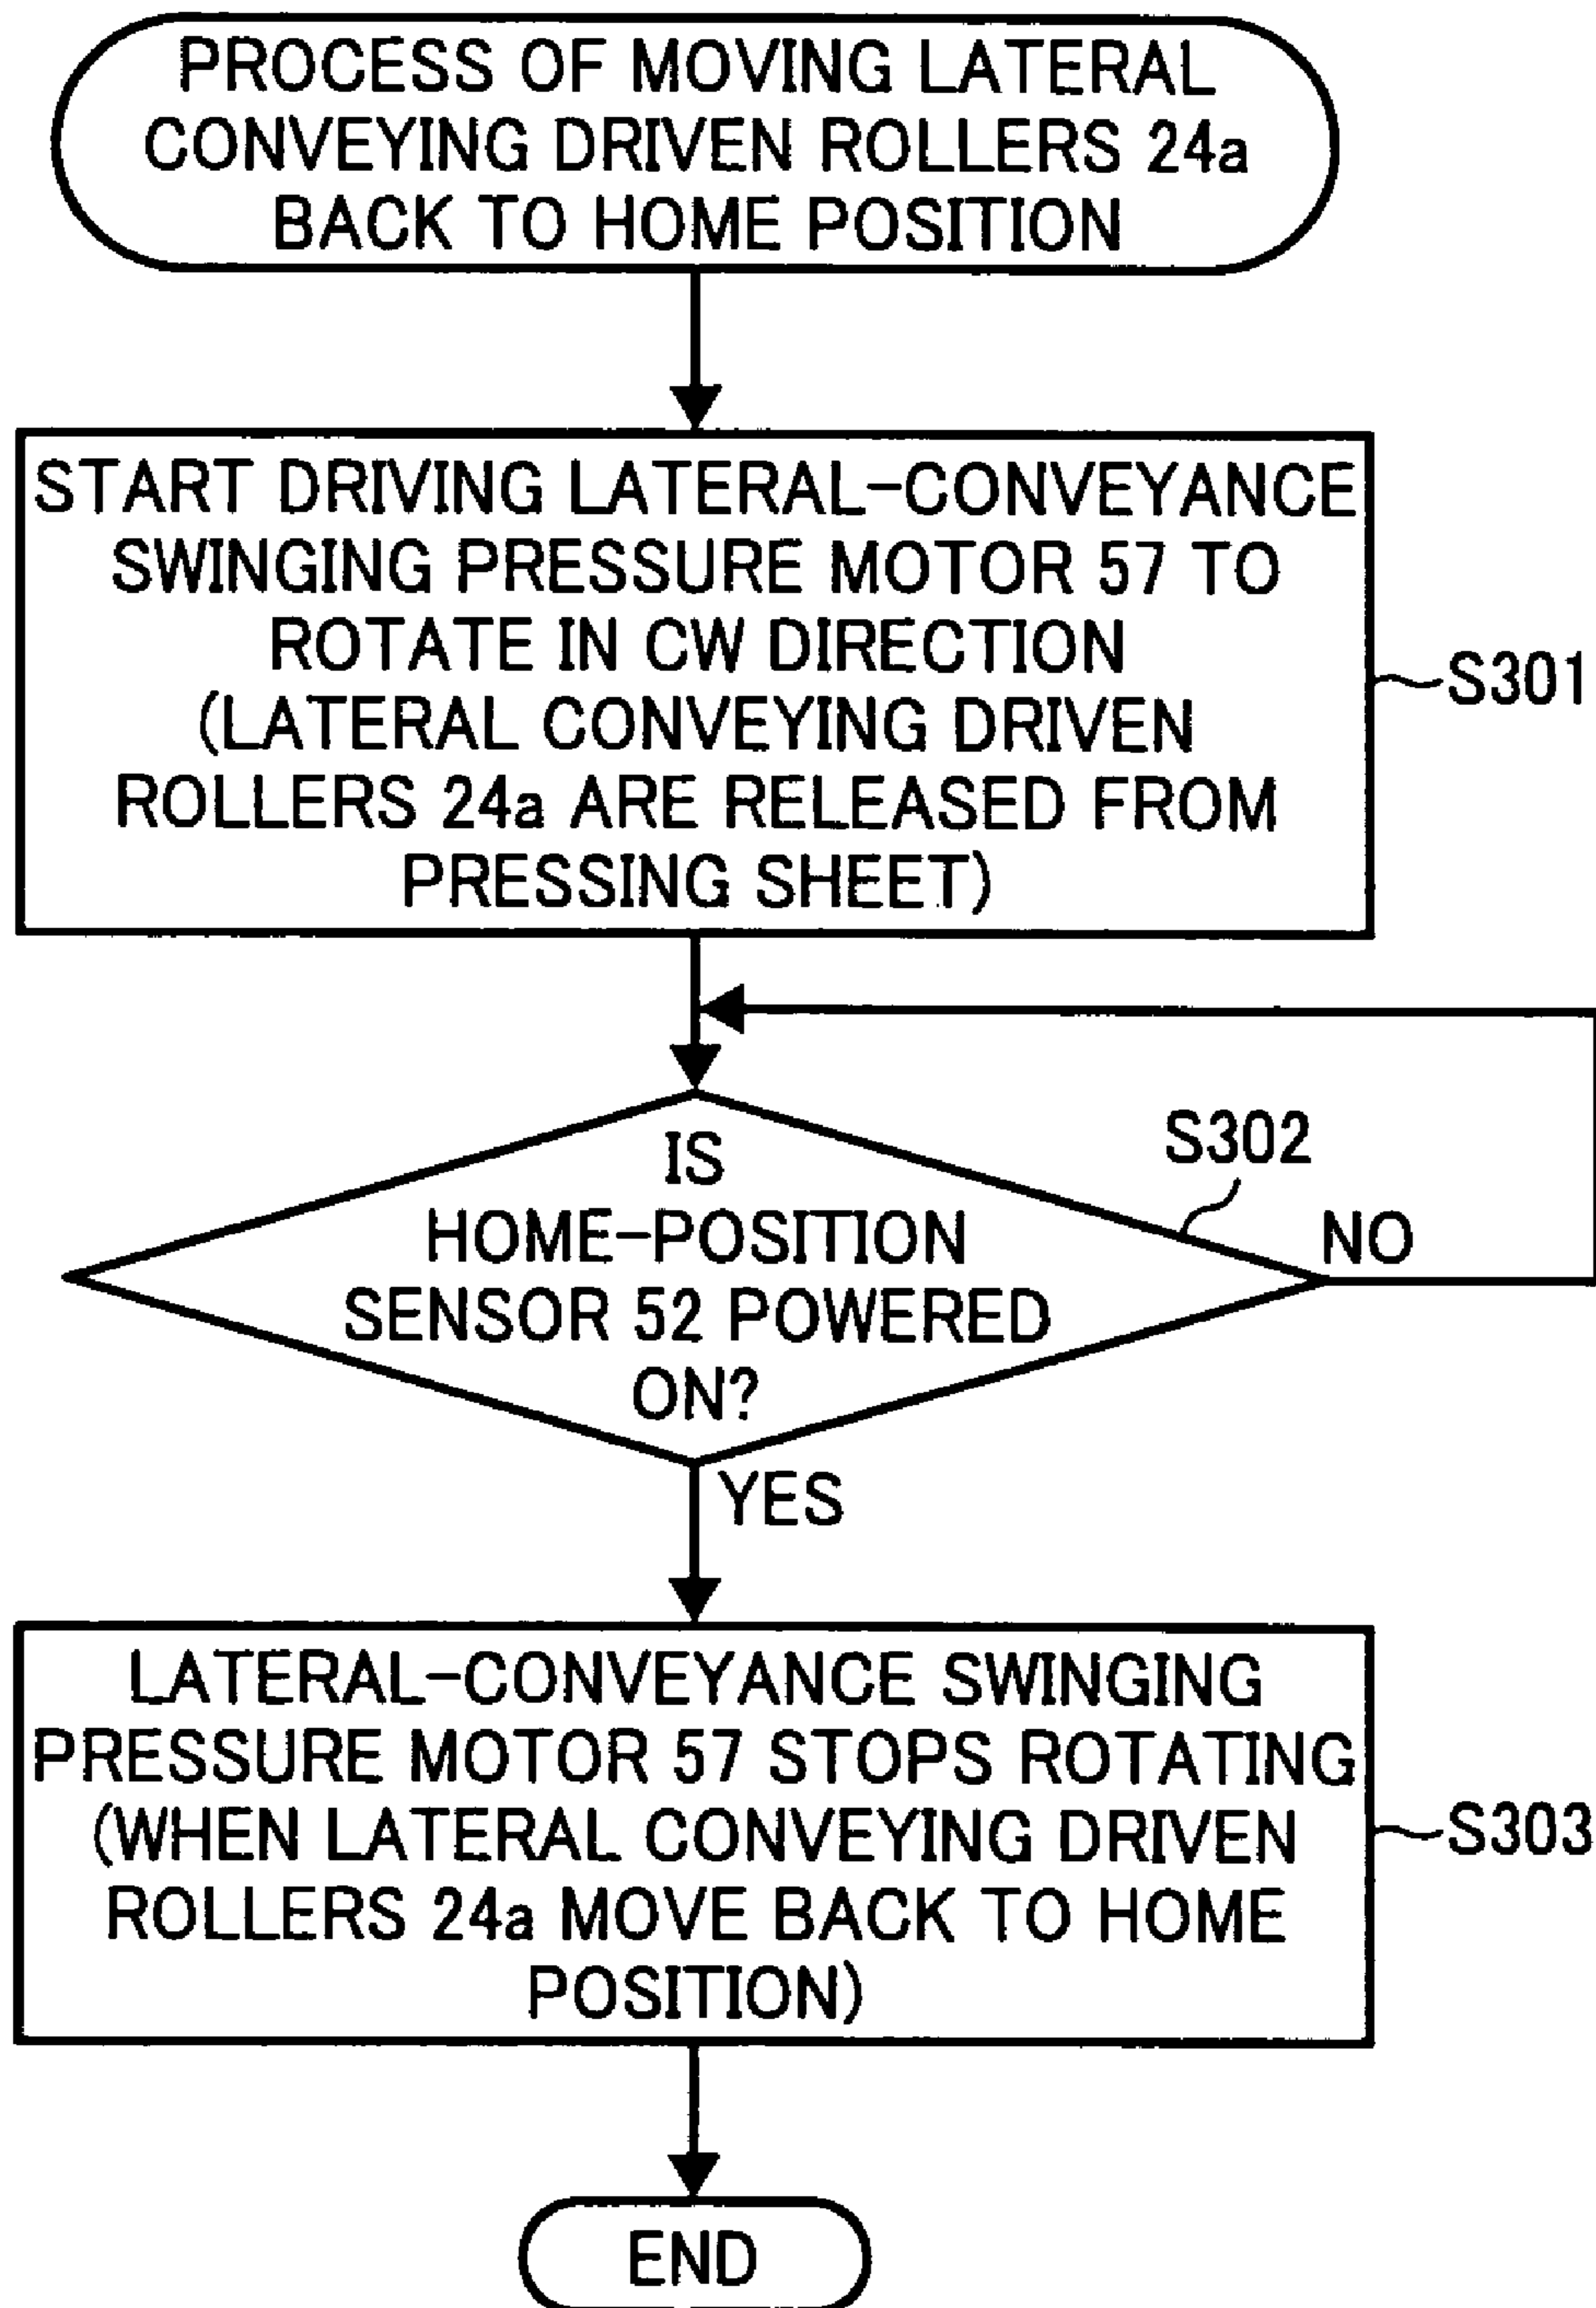 PROCESS OF MOVING LATERAL
CONVEYING DRIVEN ROLLERS 24a
BACK TO HOME POSITION
START DRIVING LATERAL-CONVEYANCE
SWINGING PRESSURE MOTOR 57 TO
ROTATE IN CW DIRECTION
(LATERAL CONVEYING DRIVEN
ROLLERS 24a ARE RELEASED FROM
PRESSING SHEET)
S301
IS
HOME-POSITION
SENSOR 52 POWERED
ON?
S302
NO
YES
LATERAL-CONVEYANCE SWINGING
PRESSURE MOTOR 57 STOPS ROTATING
(WHEN LATERAL CONVEYING DRIVEN
ROLLERS 24a MOVE BACK TO HOME
POSITION)
S303
END